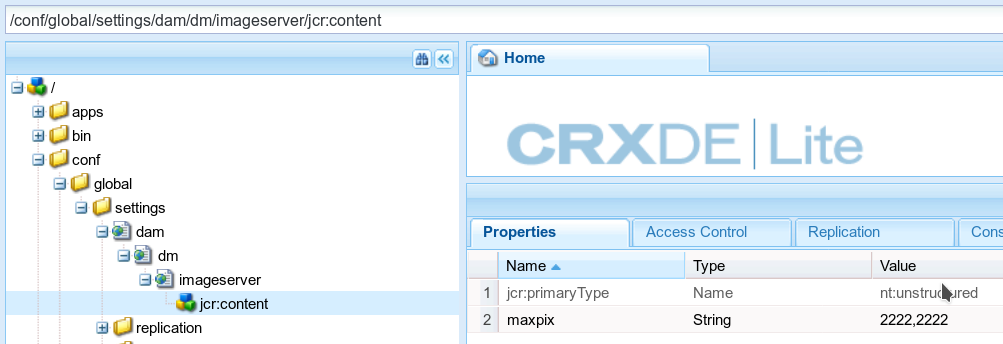 /conf/global/settings/dam/dm/imageserver/jcr:content
/
apps
bin
conf
global
settings
dam
dm
imageserver
jcr:content
replication
Home
CRXDE Lite
Properties Access Control Replication Cons
Name Type Value
1 jcr:primaryType Name nt:unstructured
2 maxpix String 2222,2222